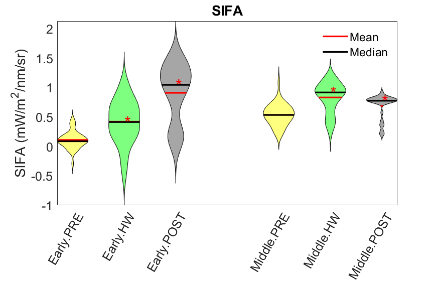 SIFA
Mean
Median
SIFA (mW/m²/nm/sr)
2
1.5
1
0.5
0
-0.5
-1
Early.PRE
Early.HW
Early.POST
Middle.PRE
Middle.HW
Middle.POST